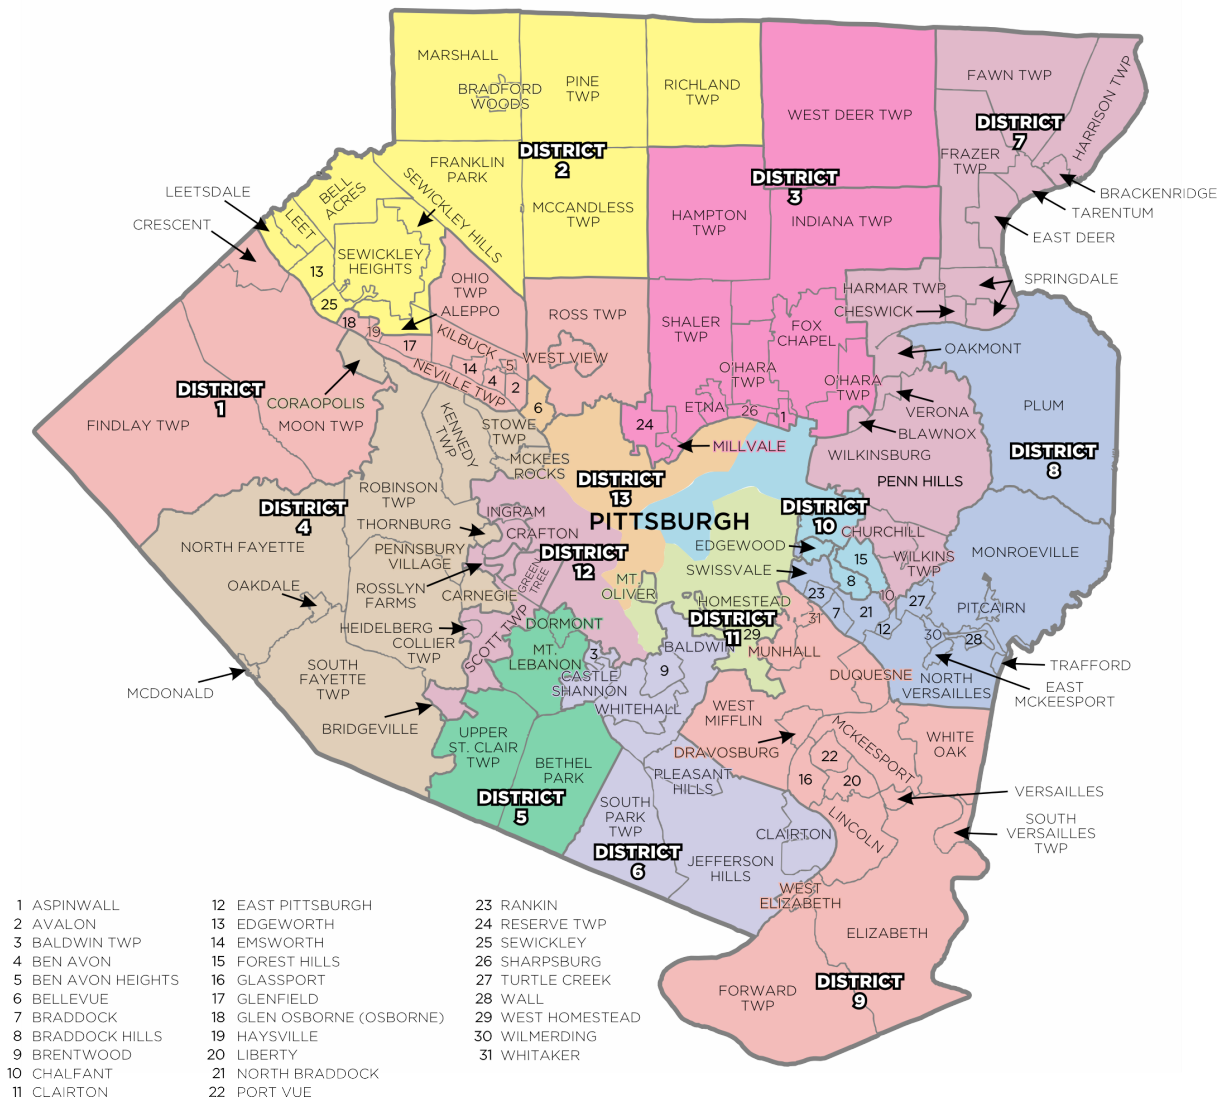 MARSHALL
BRADFORD
WOODS
PINE
TWP
RICHLAND
TWP
WEST DEER TWP
FAWN TWP
HARRISON TWP
DISTRICT
7
FRAZER
TWP
DISTRICT
2
FRANKLIN
PARK
DISTRICT
3
BRACKENRIDGE
TARENTUM
EAST DEER
LEETSDALE
CRESCENT
BELL
ACRES
LEET
SEWICKLEY HILLS
SEWICKLEY
HEIGHTS
13
25
MCCANDLESS
TWP
HAMPTON
TWP
INDIANA TWP
OHIO
TWP
ALEPPO
HARMAR TWP
SPRINGDALE
CHESWICK
18
19
17
KILBUCK
ROSS TWP
WEST VIEW
SHALER
TWP
FOX
CHAPEL
OAKMONT
14
5
4
2
NEVILLE TWP
6
O'HARA
TWP
O'HARA
TWP
VERONA
BLAWNOX
DISTRICT
1
CORAOPOLIS
FINDLAY TWP
MOON TWP
KENNEDY
TWP
STOWE
TWP
MCKEES
ROCKS
ETNA
26
1
24
MILLVALE
PLUM
DISTRICT
8
WILKINSBURG
PENN HILLS
DISTRICT
13
ROBINSON
TWP
DISTRICT
4
THORNBURG
INGRAM
CRAFTON
PITTSBURGH
DISTRICT
10
CHURCHILL
EDGEWOOD
NORTH FAYETTE
PENNSBURY
VILLAGE
DISTRICT
12
SWISSVALE
15
8
WILKINS
TWP
MONROEVILLE
OAKDALE
ROSSLYN
FARMS
CARNEGIE
GREEN
TREE
MT.
OLIVER
HOMESTEAD
23
7
21
12
10
27
PITCAIRN
HEIDELBERG
COLLIER
TWP
SCOTT TWP
DORMONT
DISTRICT
11
29
31
30
28
MT.
LEBANON
3
BALDWIN
MUNHALL
TRAFFORD
MCDONALD
SOUTH
FAYETTE
TWP
CASTLE
SHANNON
9
DUQUESNE
NORTH
VERSAILLES
EAST
MCKEESPORT
BRIDGEVILLE
WHITEHALL
WEST
MIFFLIN
MCKEESPORT
WHITE
OAK
UPPER
ST. CLAIR
TWP
DRAVOSBURG
22
16
20
BETHEL
PARK
PLEASANT
HILLS
VERSAILLES
DISTRICT
5
SOUTH
PARK
TWP
LINCOLN
SOUTH
VERSAILLES
TWP
CLAIRTON
DISTRICT
6
JEFFERSON
HILLS
WEST
ELIZABETH
ELIZABETH
FORWARD
TWP
DISTRICT
9
1 ASPINWALL
2 AVALON
3 BALDWIN TWP
4 BEN AVON
5 BEN AVON HEIGHTS
6 BELLEVUE
7 BRADDOCK
8 BRADDOCK HILLS
9 BRENTWOOD
10 CHALFANT
11 CLAIRTON
12 EAST PITTSBURGH
13 EDGEWORTH
14 EMSWORTH
15 FOREST HILLS
16 GLASSPORT
17 GLENFIELD
18 GLEN OSBORNE (OSBORNE)
19 HAYSVILLE
20 LIBERTY
21 NORTH BRADDOCK
22 PORT VUE
23 RANKIN
24 RESERVE TWP
25 SEWICKLEY
26 SHARPSBURG
27 TURTLE CREEK
28 WALL
29 WEST HOMESTEAD
30 WILMERDING
31 WHITAKER